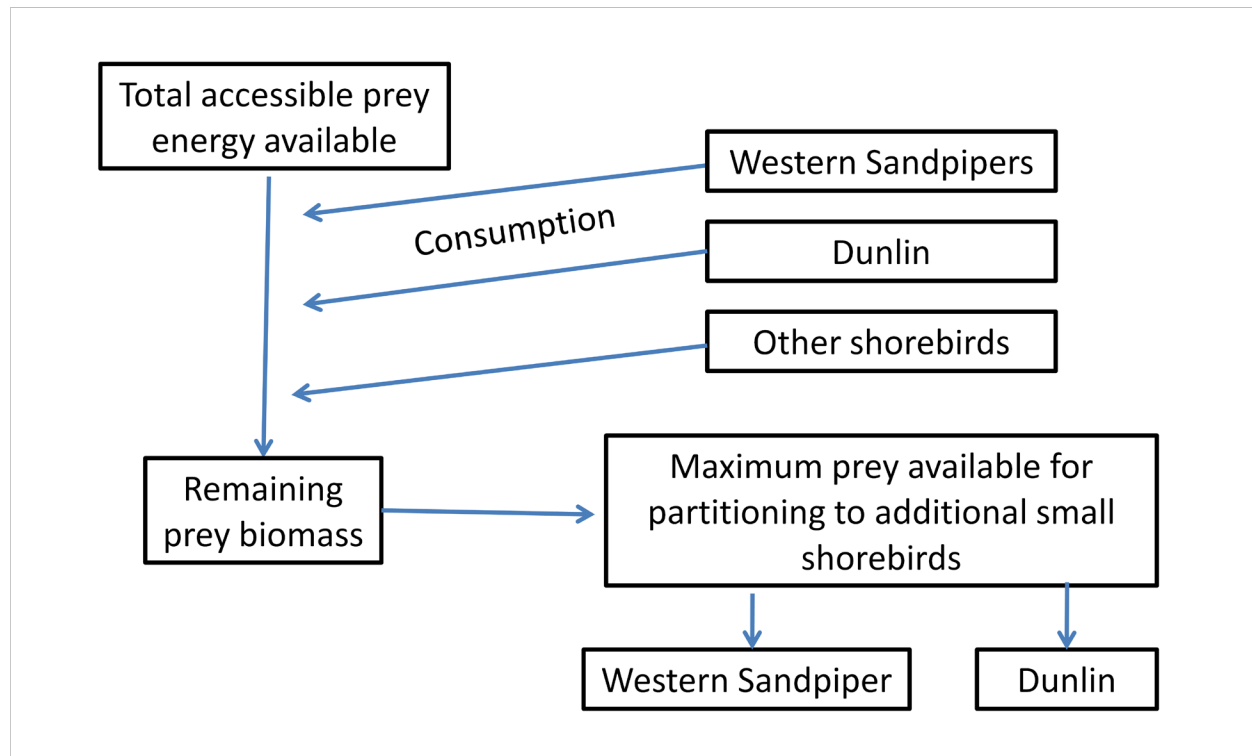 Total accessible prey
energy available
Western Sandpipers
Consumption
Dunlin
Other shorebirds
Remaining
prey biomass
Maximum prey available for
partitioning to additional small
shorebirds
Western Sandpiper
Dunlin